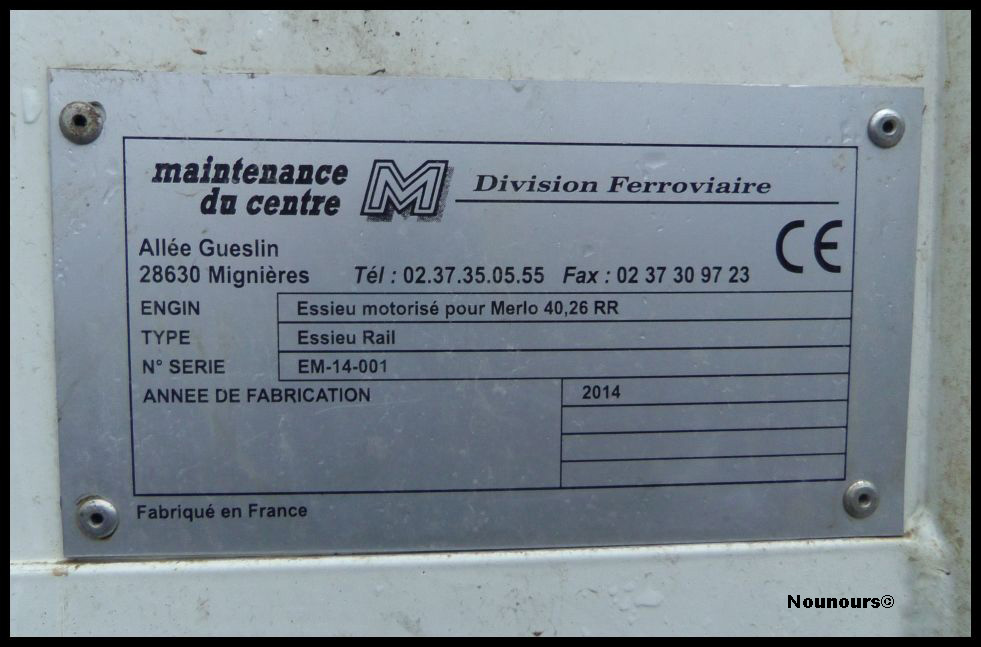 maintenance
du centre
M
Division Ferroviaire
CE
Allée Gueslin
28630 Mignières Tél : 02.37.35.05.55 Fax : 02 37 30 97 23
ENGIN Essieu motorisé pour Merlo 40,26 RR
TYPE Essieu Rail
N° SERIE EM-14-001
ANNEE DE FABRICATION 2014
Fabriqué en France
Nounours©